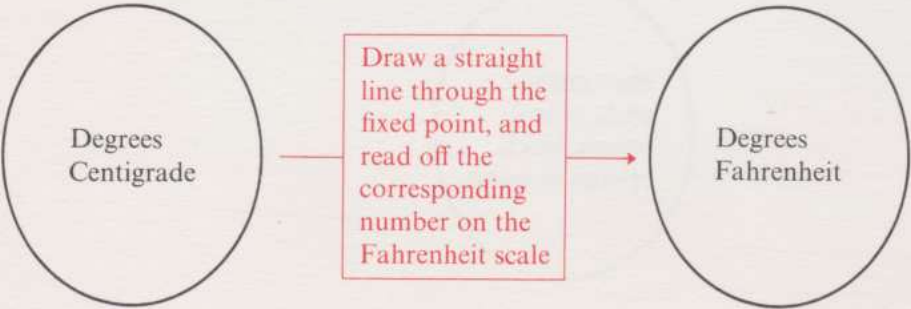 Degrees
Centigrade
Draw a straight
line through the
fixed point, and
read off the
corresponding
number on the
Fahrenheit scale
Degrees
Fahrenheit